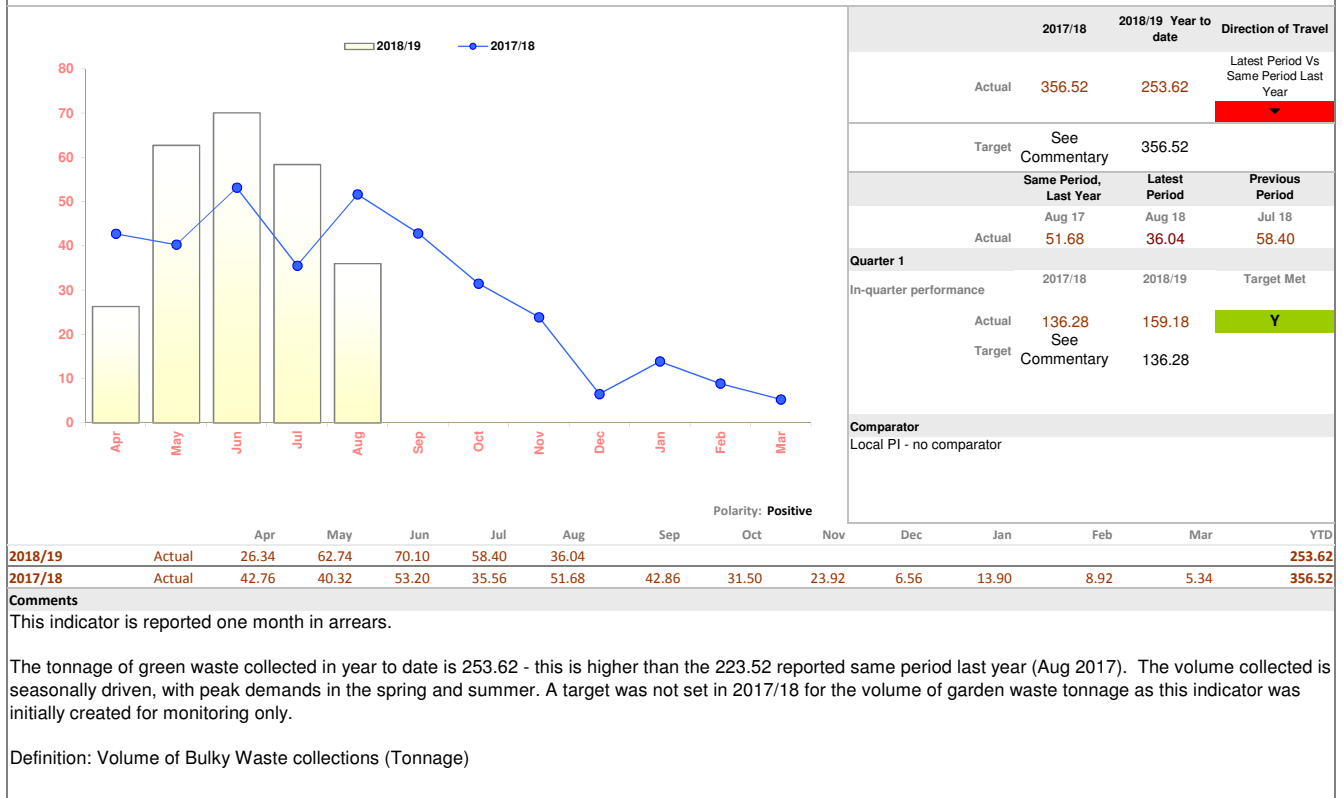 2018/19 2017/18
80
70
60
50
40
30
20
10
0
Apr May Jun Jul Aug Sep Oct Nov Dec Jan Feb Mar
Polarity: Positive
2017/18 2018/19 Year to date Direction of Travel
Actual 356.52 253.62 Latest Period Vs Same Period Last Year
Target See Commentary 356.52
Same Period, Last Year Latest Period Previous Period
Aug 17 Aug 18 Jul 18
Actual 51.68 36.04 58.40
Quarter 1
In-quarter performance 2017/18 2018/19 Target Met
Actual 136.28 159.18 Y
Target See Commentary 136.28
Comparator
Local PI - no comparator
Apr May Jun Jul Aug Sep Oct Nov Dec Jan Feb Mar YTD
2018/19 Actual 26.34 62.74 70.10 58.40 36.04 253.62
2017/18 Actual 42.76 40.32 53.20 35.56 51.68 42.86 31.50 23.92 6.56 13.90 8.92 5.34 356.52
Comments
This indicator is reported one month in arrears.
The tonnage of green waste collected in year to date is 253.62 - this is higher than the 223.52 reported same period last year (Aug 2017). The volume collected is
seasonally driven, with peak demands in the spring and summer. A target was not set in 2017/18 for the volume of garden waste tonnage as this indicator was
initially created for monitoring only.
Definition: Volume of Bulky Waste collections (Tonnage)